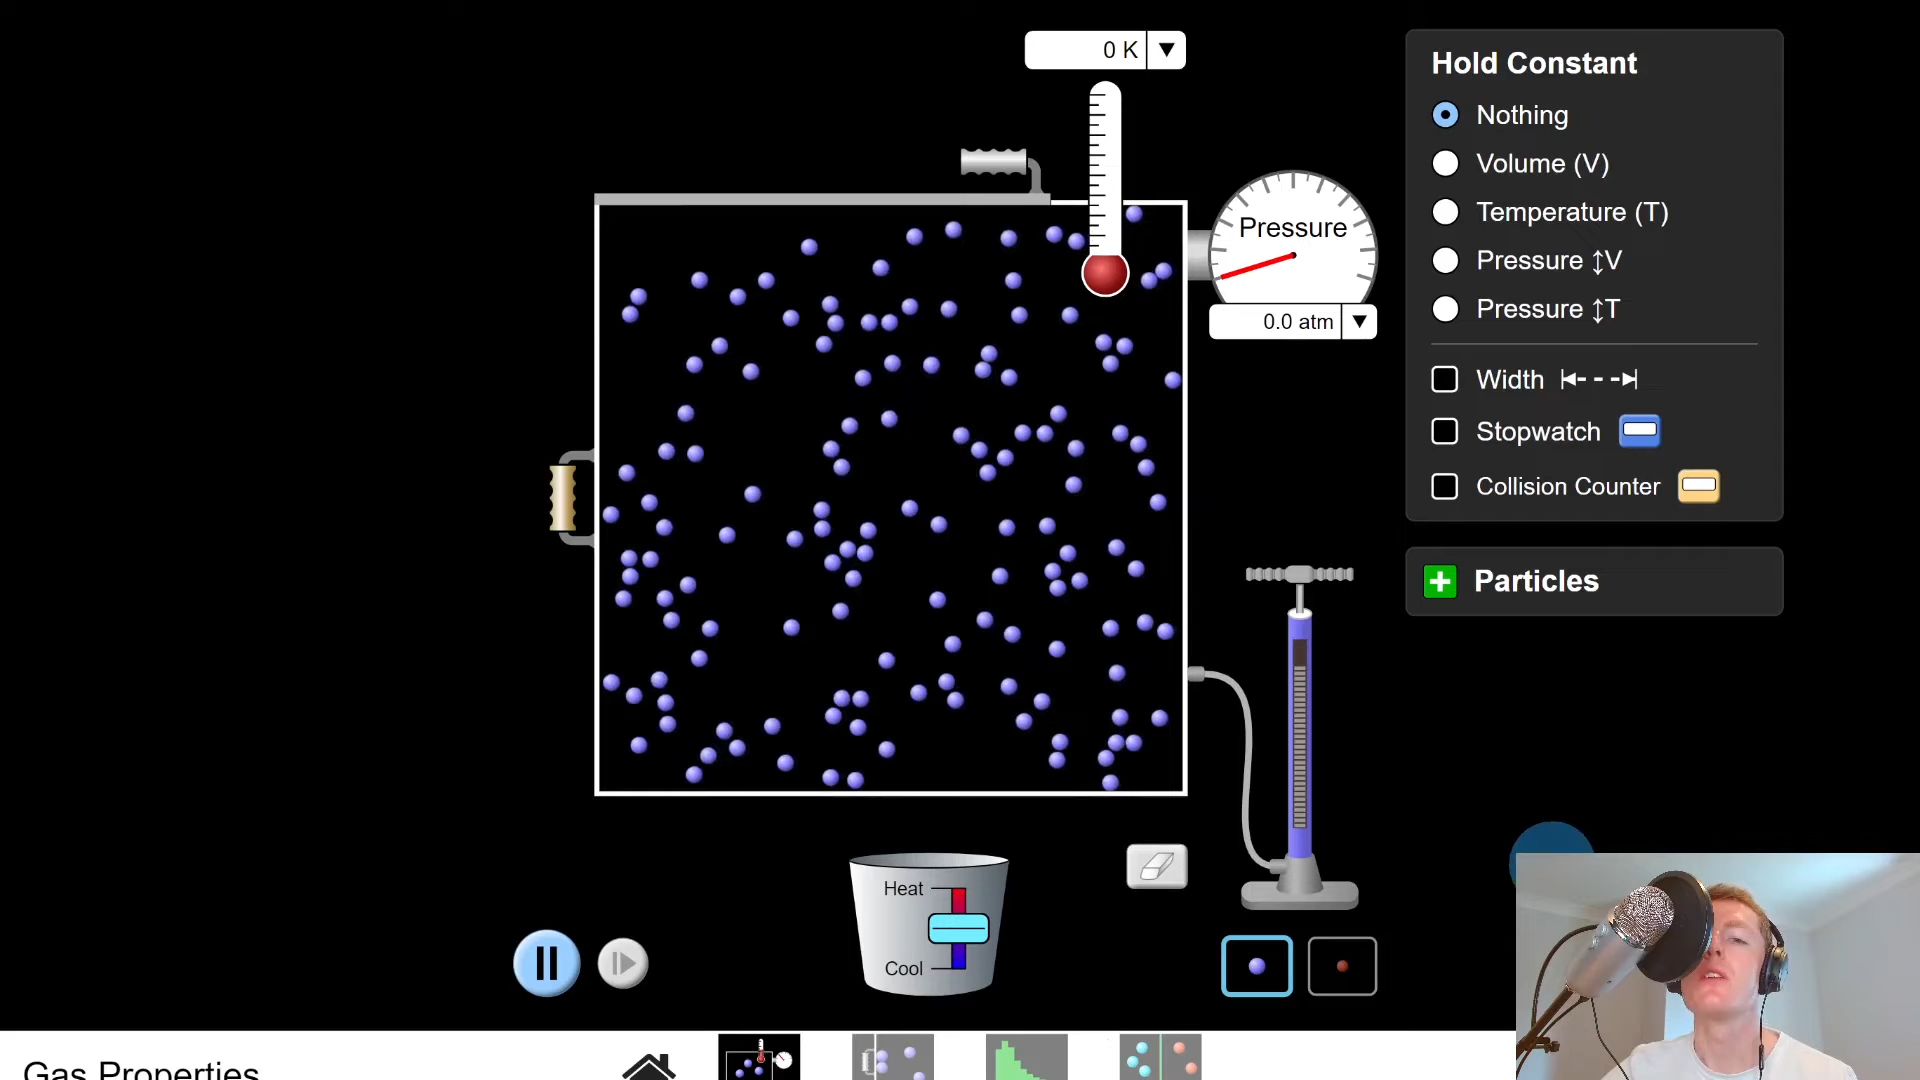 0 K
Hold Constant
Nothing
Volume (V)
Temperature (T)
Pressure ↕V
Pressure ↕T
Width
Stopwatch
Collision Counter
Particles
Pressure
0.0 atm
Heat
Cool
Gas Properties